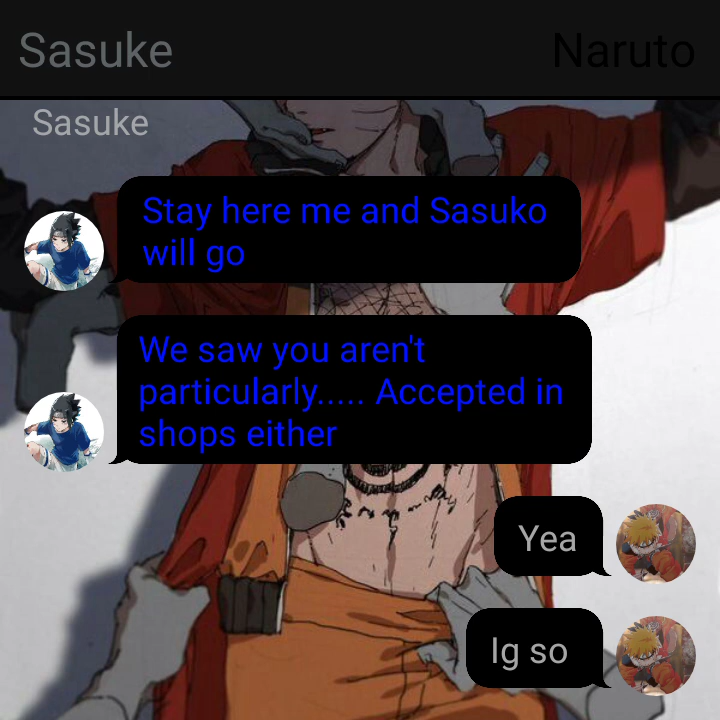 Sasuke Naruto
Sasuke
Stay here me and Sasuko
will go
We saw you aren't
particularly..... Accepted in
shops either
Yea
Ig so